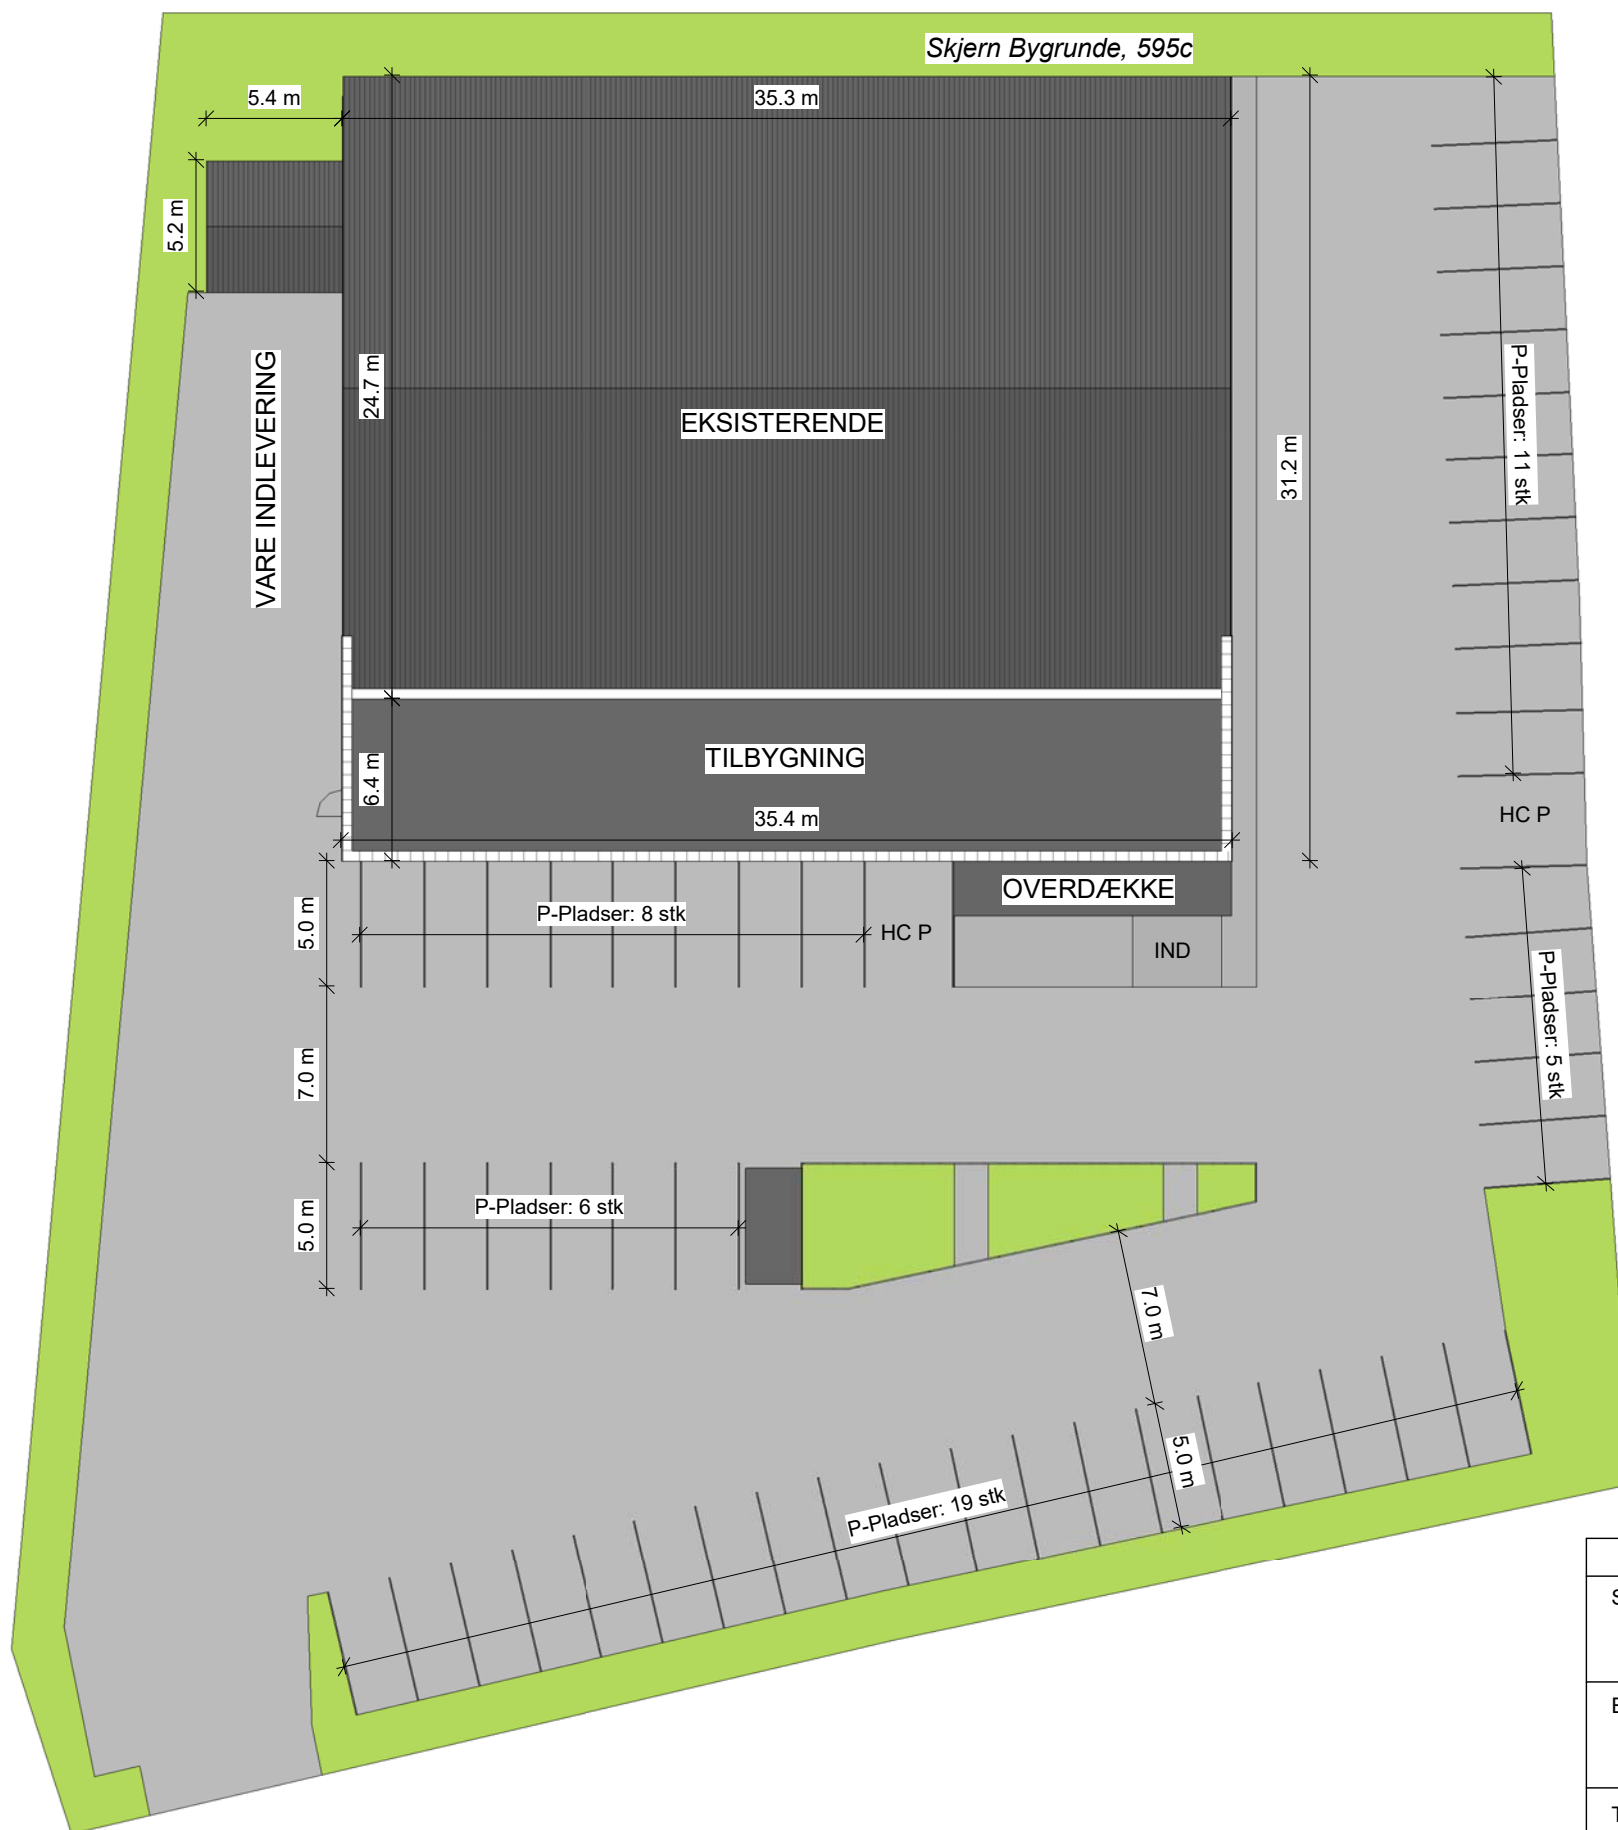 Skjern Bygrunde, 595c
5.4 m
35.3 m
5.2 m
24.7 m
VARE INDLEVERING
EKSISTERENDE
31.2 m
P-Pladser: 11 stk
TILBYGNING
6.4 m
35.4 m
HC P
OVERDÆKKE
5.0 m
P-Pladser: 8 stk
HC P
IND
P-Pladser: 5 stk
7.0 m
P-Pladser: 6 stk
5.0 m
7.0 m
5.0 m
P-Pladser: 19 stk